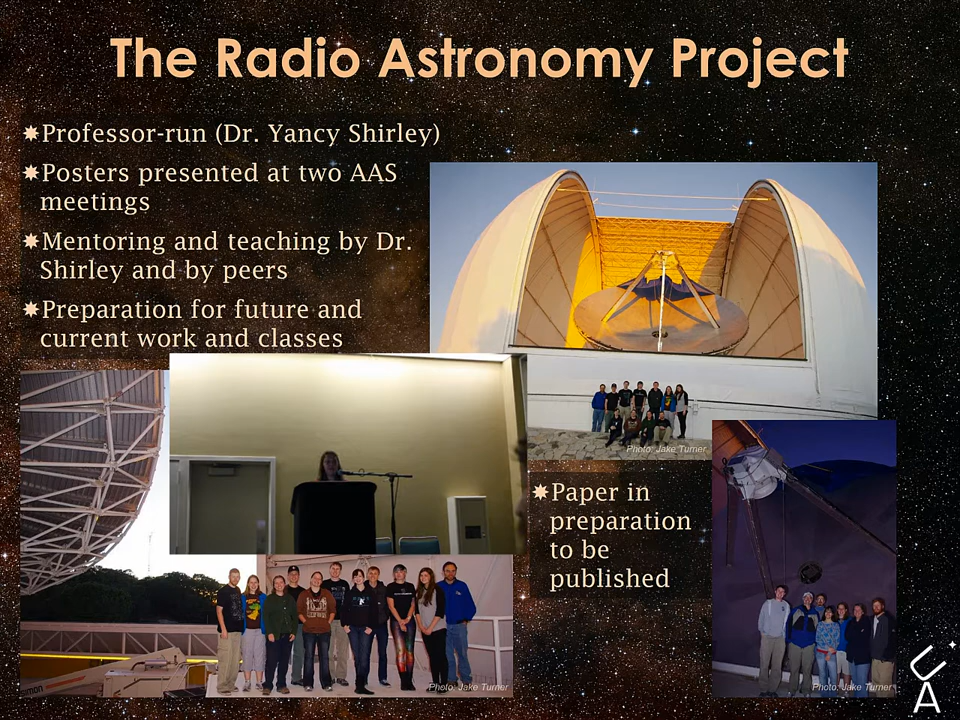 The Radio Astronomy Project
✸Professor-run (Dr. Yancy Shirley)
✸Posters presented at two AAS
meetings
✸Mentoring and teaching by Dr.
Shirley and by peers
✸Preparation for future and
current work and classes
Photo: Jake Turner
✸Paper in
preparation
to be
published
simon
Photo: Jake Turner
Photo: Jake Turner
UA